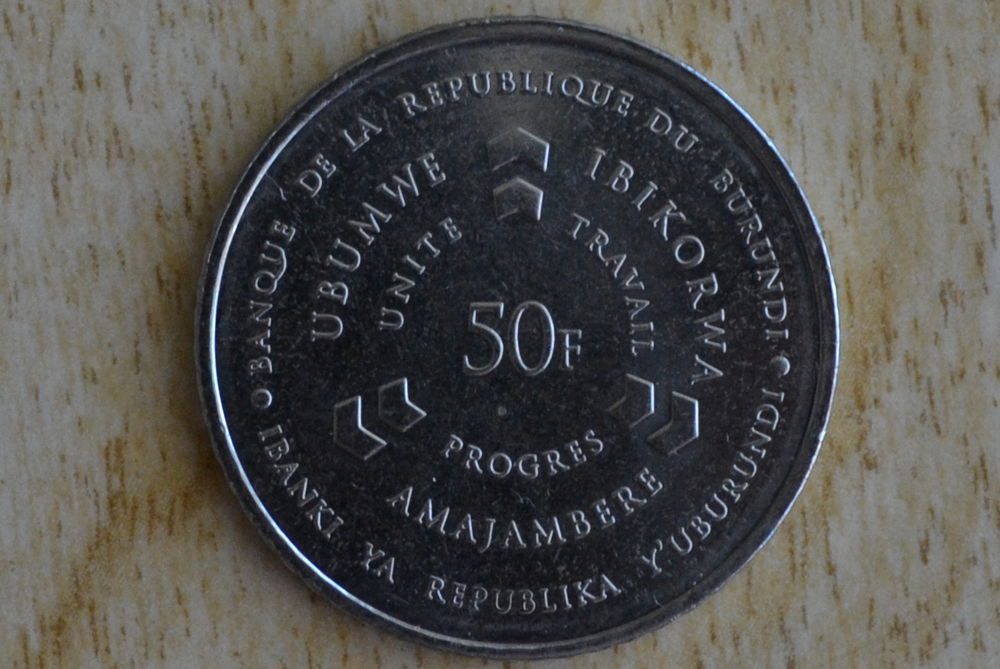 BANQUE DE LA REPUBLIQUE DU BURUNDI
IBANKI YA REPUBLIKA Y'UBURUNDI
UBUMWE
IBIKORWA
AMAJAMBERE
UNITE
TRAVAIL
PROGRES
50F